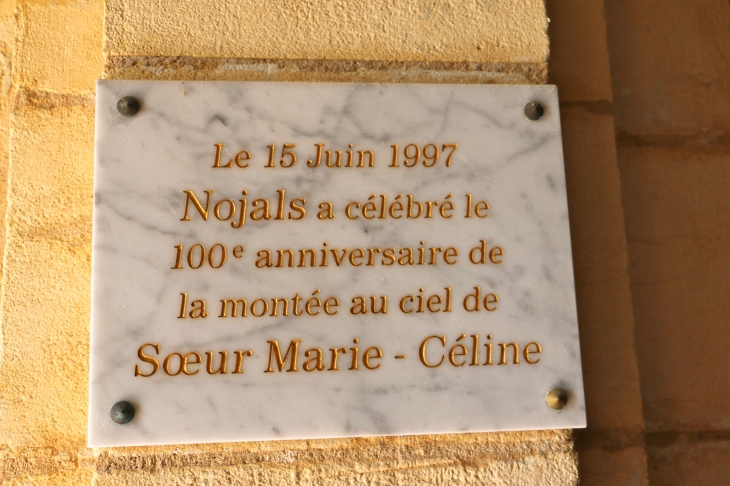 Le 15 Juin 1997
Nojals a célébré le
100e anniversaire de
la montée au ciel de
Sœur Marie - Céline